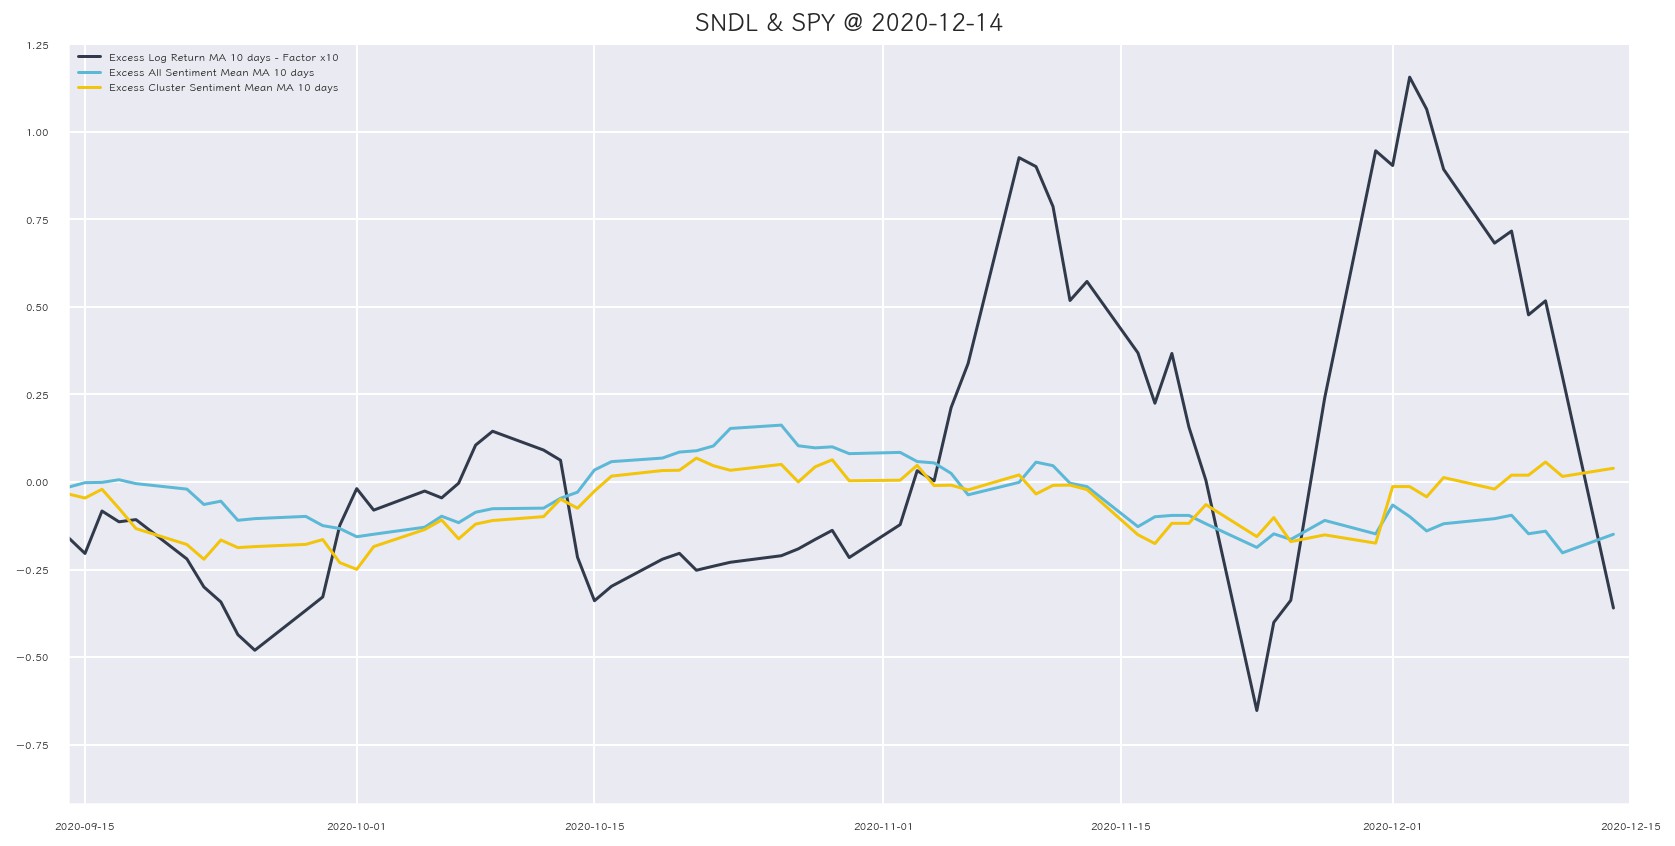 SNDL & SPY @ 2020-12-14
1.25
Excess Log Return MA 10 days - Factor x10
Excess All Sentiment Mean MA 10 days
Excess Cluster Sentiment Mean MA 10 days
1.00
0.75
0.50
0.25
0.00
−0.25
−0.50
−0.75
2020-09-15 2020-10-01 2020-10-15 2020-11-01 2020-11-15 2020-12-01 2020-12-15